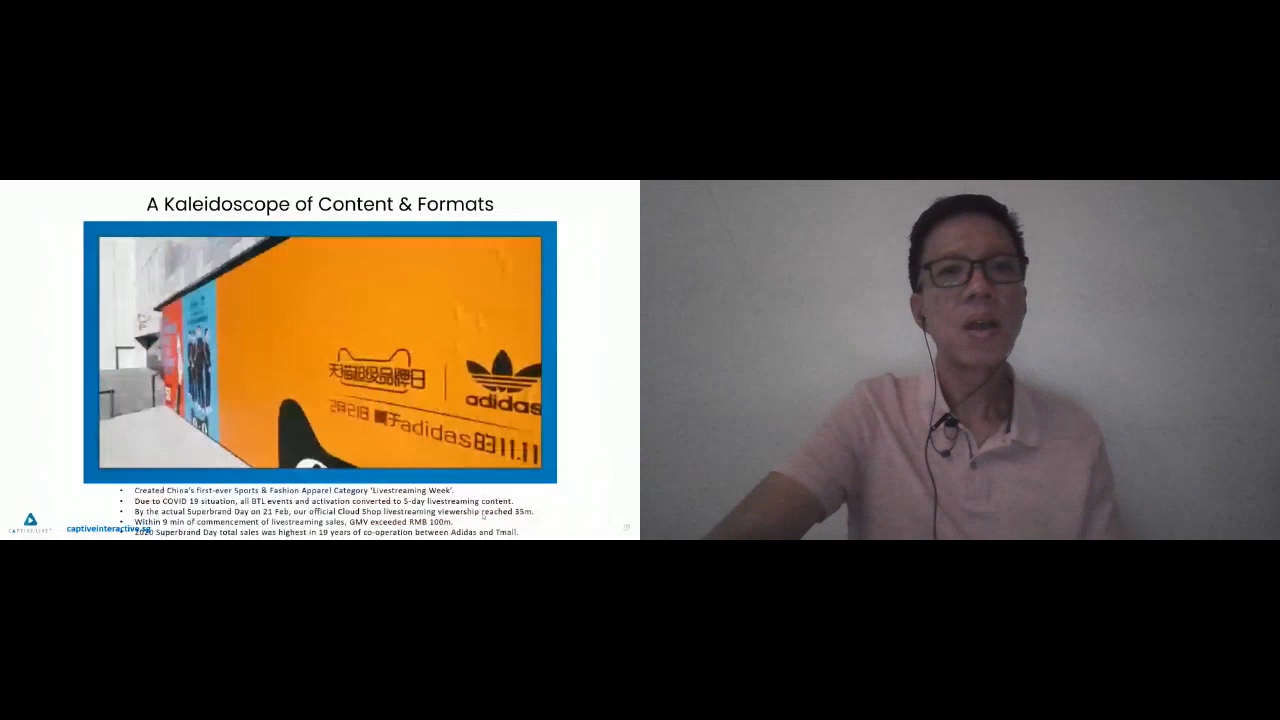 A Kaleidoscope of Content & Formats
天猫超级品牌日
adidas
2月21日 属于adidas的11.11
• Created China's first-ever Sports & Fashion Apparel Category 'Livestreaming Week'.
• Due to COVID 19 situation, all BTL events and activation converted to 5-day livestreaming content.
• By the actual Superbrand Day on 21 Feb, our official Cloud Shop livestreaming viewership reached 35m.
• Within 9 min of commencement of livestreaming sales, GMV exceeded RMB 100m.
• 2020 Superbrand Day total sales was highest in 19 years of co-operation between Adidas and Tmall.
CAPTIVELIVE
captiveinteractive.sg